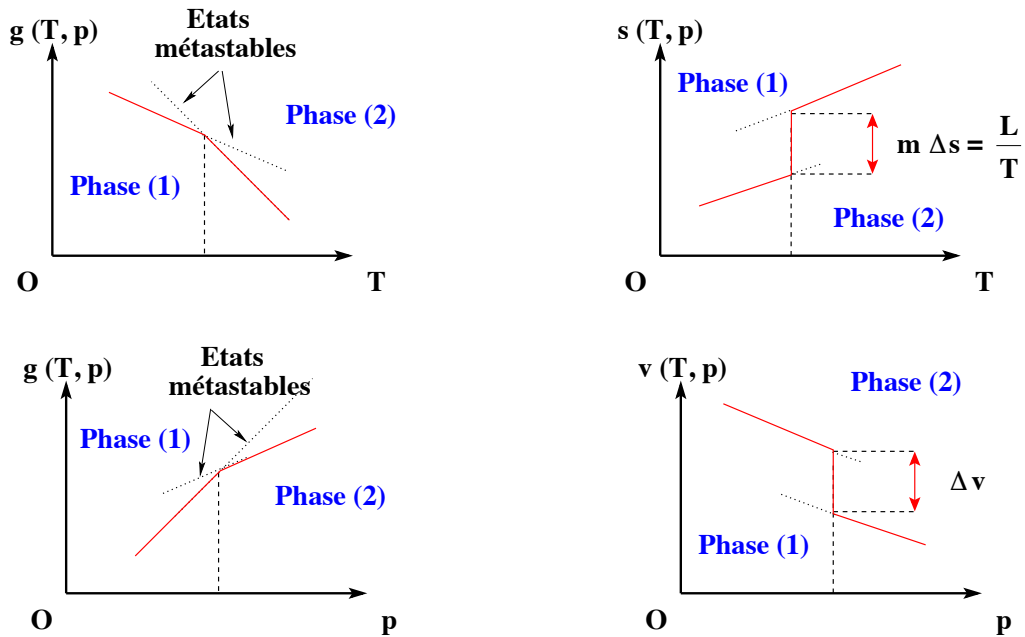 g (T, p)
Etats
métastables
Phase (2)
Phase (1)
O
T
s (T, p)
Phase (1)
m Δs = L
T
Phase (2)
O
T
g (T, p)
Etats
métastables
Phase (1)
Phase (2)
O
p
v (T, p)
Phase (2)
Δ v
Phase (1)
O
p